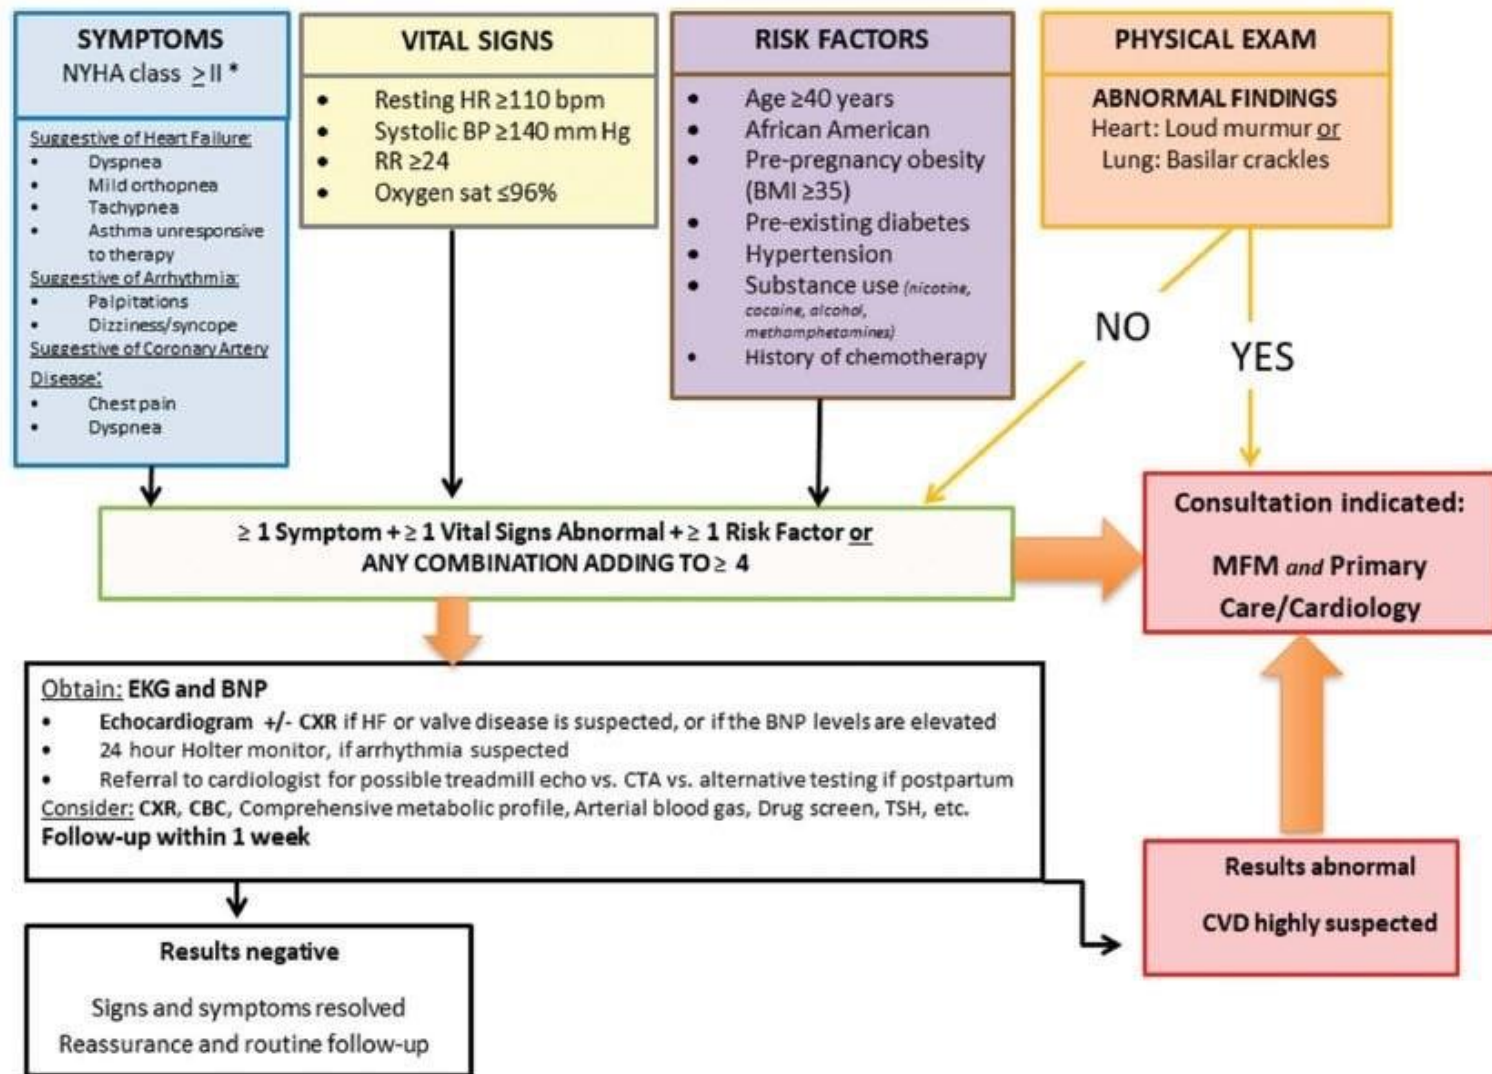 SYMPTOMS
NYHA class ≥ II *
Suggestive of Heart Failure:
• Dyspnea
• Mild orthopnea
• Tachypnea
• Asthma unresponsive
to therapy
Suggestive of Arrhythmia:
• Palpitations
• Dizziness/syncope
Suggestive of Coronary Artery
Disease:
• Chest pain
• Dyspnea
VITAL SIGNS
• Resting HR ≥110 bpm
• Systolic BP ≥140 mm Hg
• RR ≥24
• Oxygen sat ≤96%
RISK FACTORS
• Age ≥40 years
• African American
• Pre-pregnancy obesity
(BMI ≥35)
• Pre-existing diabetes
• Hypertension
• Substance use (nicotine,
cocaine, alcohol,
methamphetamines)
• History of chemotherapy
PHYSICAL EXAM
ABNORMAL FINDINGS
Heart: Loud murmur or
Lung: Basilar crackles
NO
YES
≥ 1 Symptom + ≥ 1 Vital Signs Abnormal + ≥ 1 Risk Factor or
ANY COMBINATION ADDING TO ≥ 4
Consultation indicated:
MFM and Primary
Care/Cardiology
Obtain: EKG and BNP
• Echocardiogram +/- CXR if HF or valve disease is suspected, or if the BNP levels are elevated
• 24 hour Holter monitor, if arrhythmia suspected
• Referral to cardiologist for possible treadmill echo vs. CTA vs. alternative testing if postpartum
Consider: CXR, CBC, Comprehensive metabolic profile, Arterial blood gas, Drug screen, TSH, etc.
Follow-up within 1 week
Results abnormal
CVD highly suspected
Results negative
Signs and symptoms resolved
Reassurance and routine follow-up